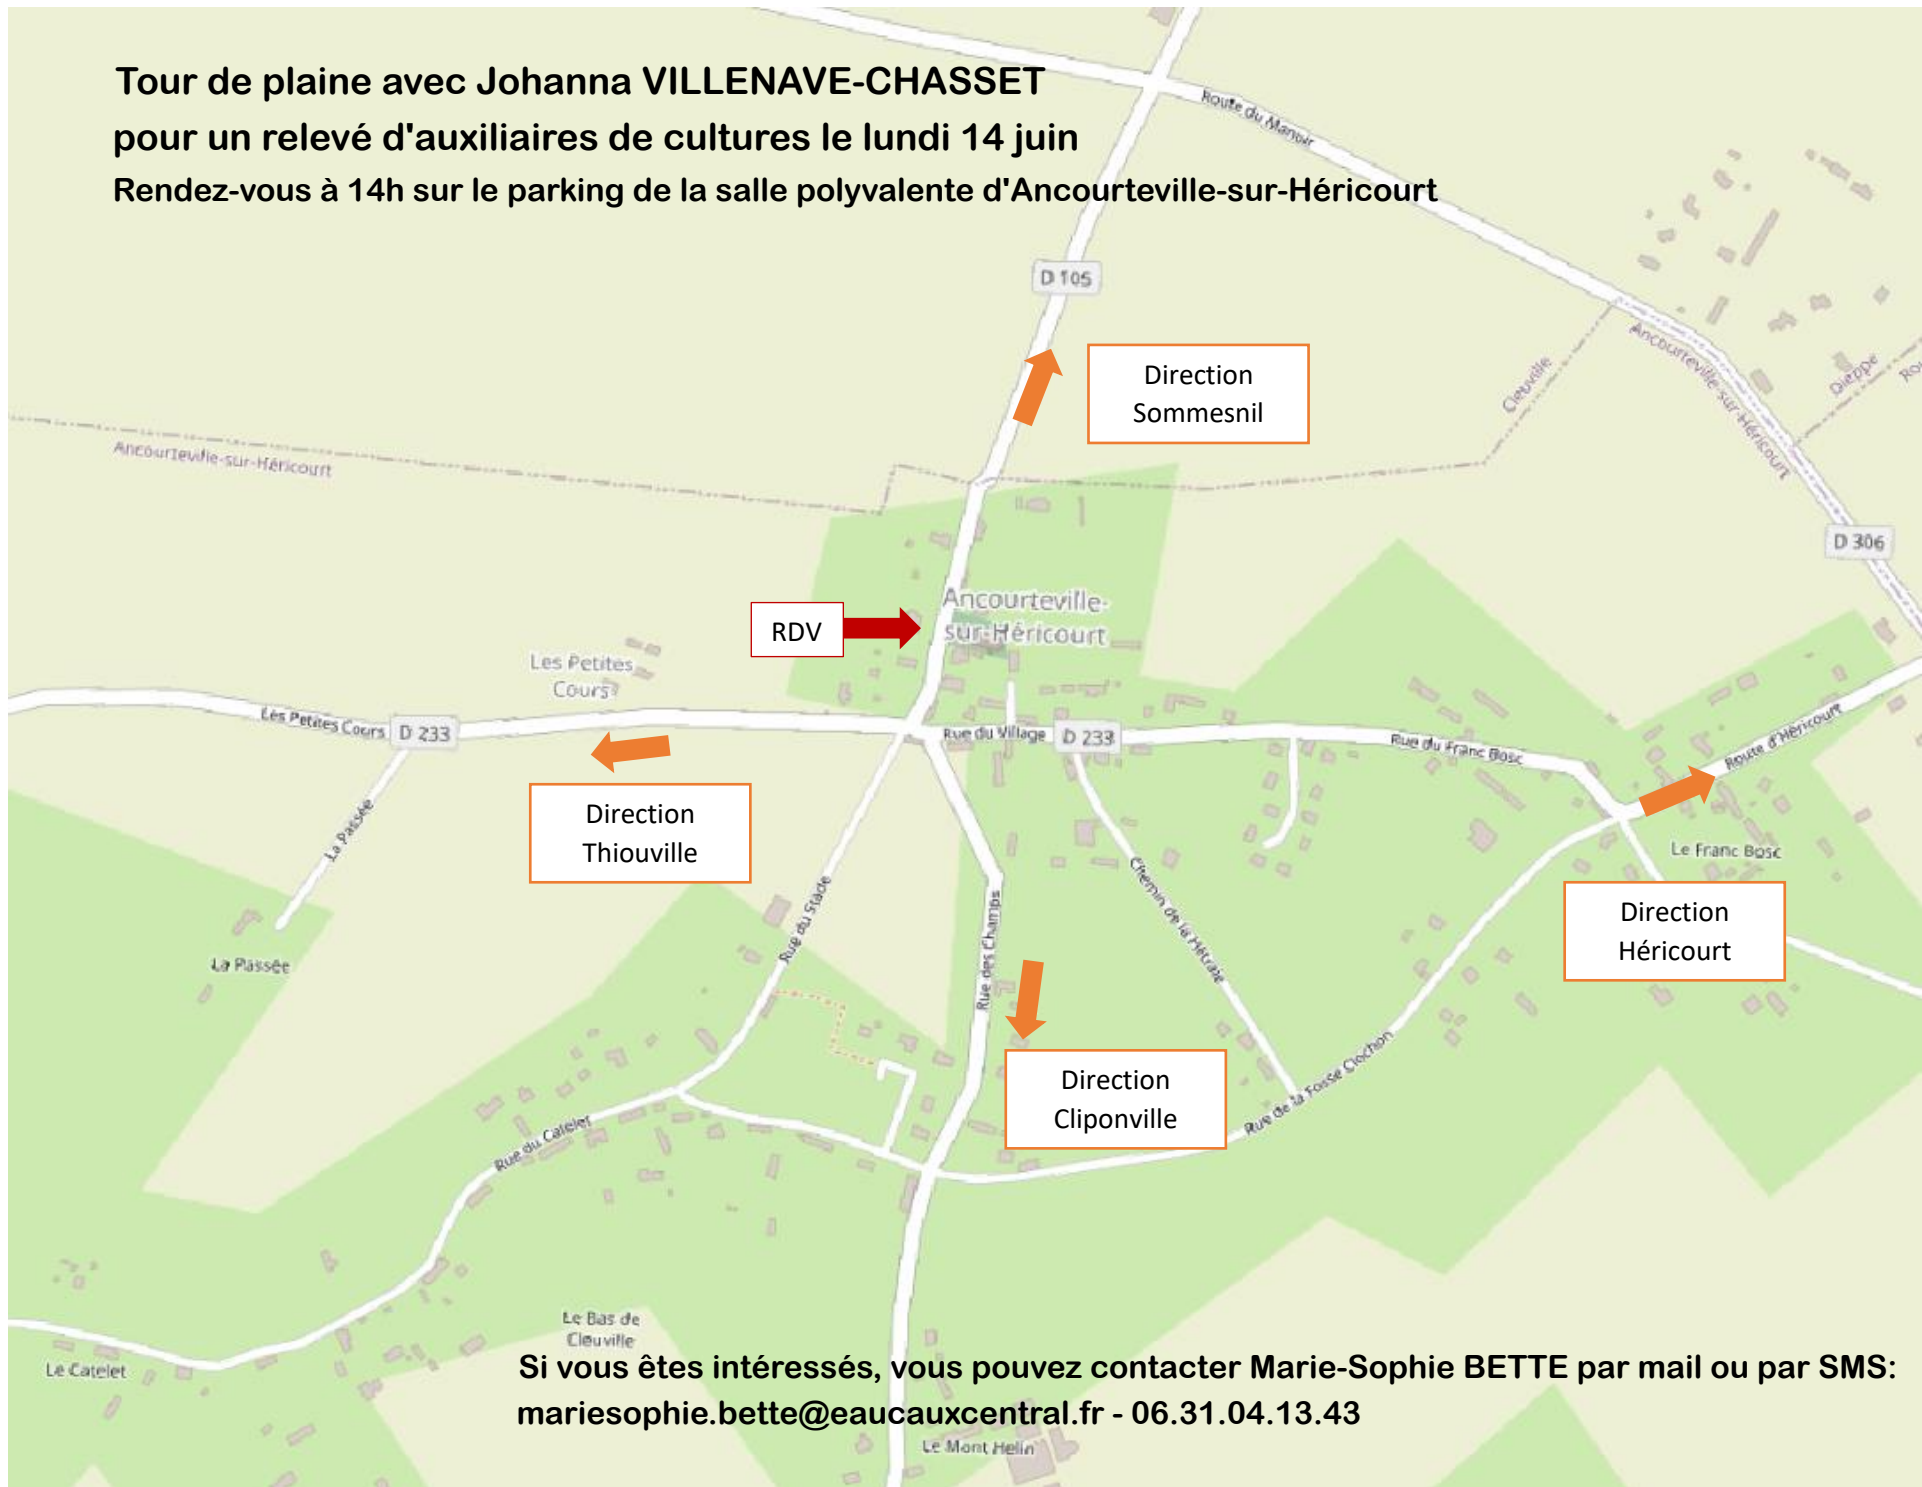 Tour de plaine avec Johanna VILLENAVE-CHASSET
pour un relevé d'auxiliaires de cultures le lundi 14 juin
Rendez-vous à 14h sur le parking de la salle polyvalente d'Ancourteville-sur-Héricourt
Route du Manoir
D 105
Direction
Sommesnil
Cleuville
Ancourteville-sur-Héricourt
Dieppe
Ancourteville-sur-Héricourt
D 306
Ancourteville-
sur-Héricourt
RDV
Les Petites
Cours
Les Petites Cours
D 233
Rue du Village
D 233
Rue du Franc Bosc
Route d'Héricourt
Direction
Thiouville
La Passée
Le Franc Bosc
Direction
Héricourt
La Passée
Rue du Stade
Rue des Champs
Chemin de la Hêtraie
Direction
Cliponville
Rue de la Fosse Clochon
Rue du Catelet
Le Bas de
Cleuville
Le Catelet
Si vous êtes intéressés, vous pouvez contacter Marie-Sophie BETTE par mail ou par SMS:
mariesophie.bette@eaucauxcentral.fr - 06.31.04.13.43
Le Mont Helin